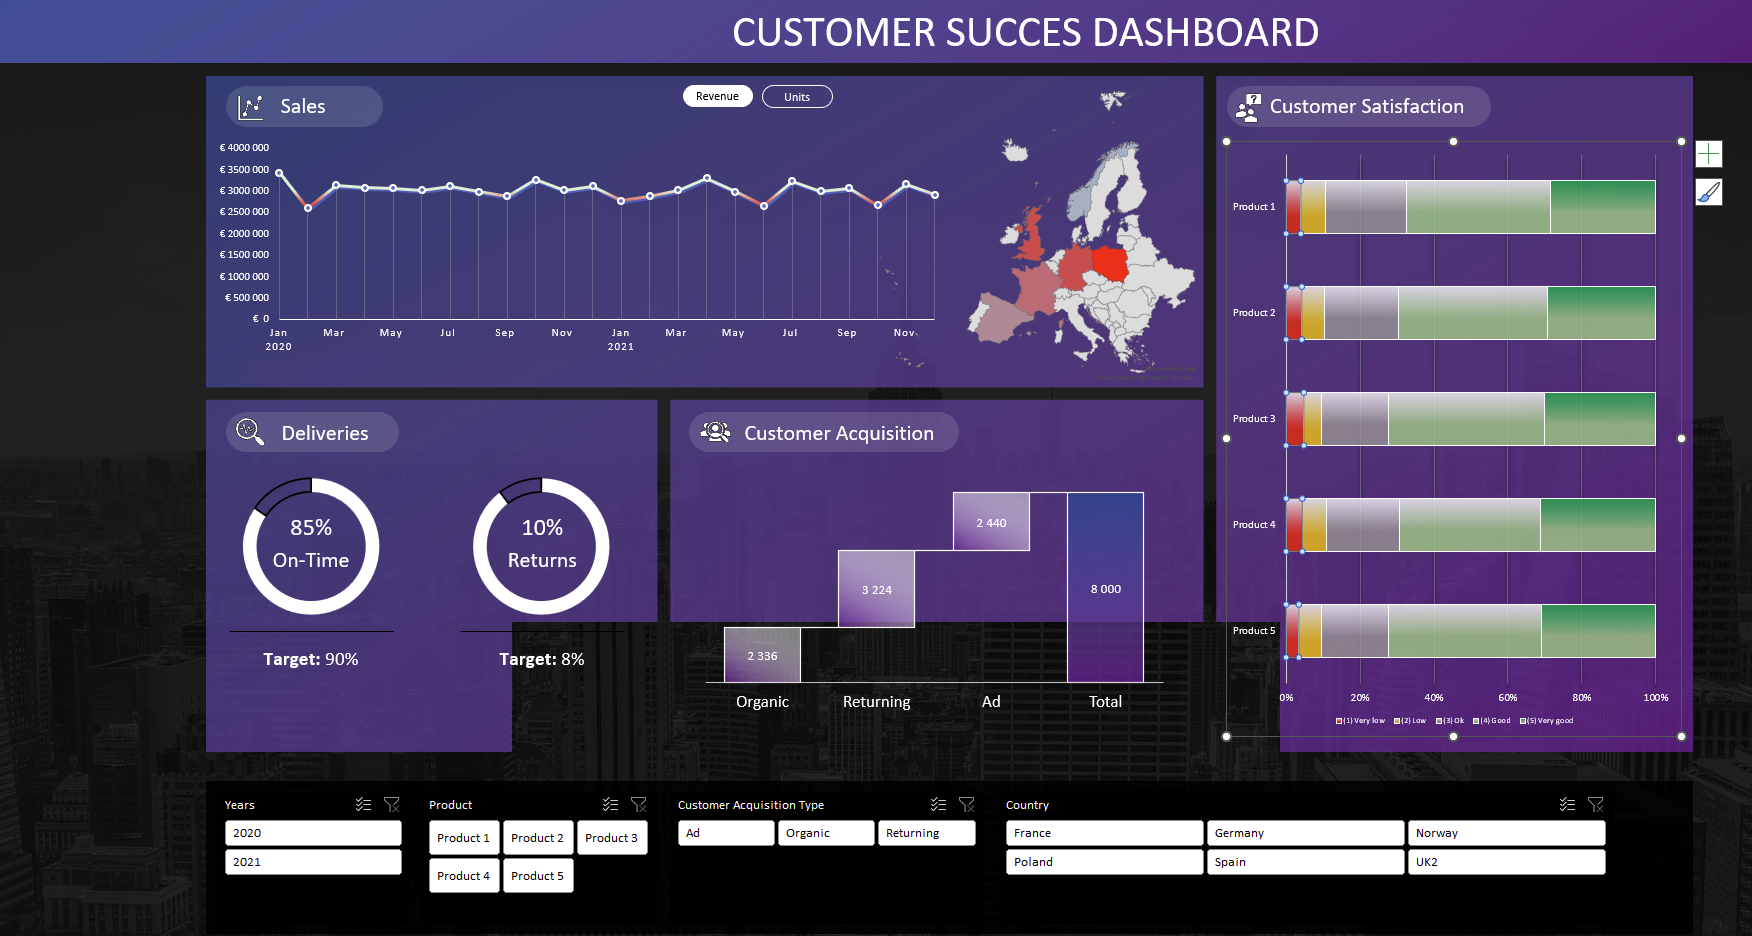 CUSTOMER SUCCES DASHBOARD
Sales
Revenue
Units
€ 4000 000
€ 3500 000
€ 3000 000
€ 2500 000
€ 2000 000
€ 1500 000
€ 1000 000
€ 500 000
€ 0
Jan Mar May Jul Sep Nov Jan Mar May Jul Sep Nov
2020 2021
Customer Satisfaction
Product 1
Product 2
Product 3
Product 4
Product 5
0% 20% 40% 60% 80% 100%
(1) Very low (2) Low (3) Ok (4) Good (5) Very good
Deliveries
85%
On-Time
Target: 90%
10%
Returns
Target: 8%
Customer Acquisition
2 336
3 224
2 440
8 000
Organic Returning Ad Total
Years
2020
2021
Product
Product 1 Product 2 Product 3
Product 4 Product 5
Customer Acquisition Type
Ad Organic Returning
Country
France Germany Norway
Poland Spain UK2